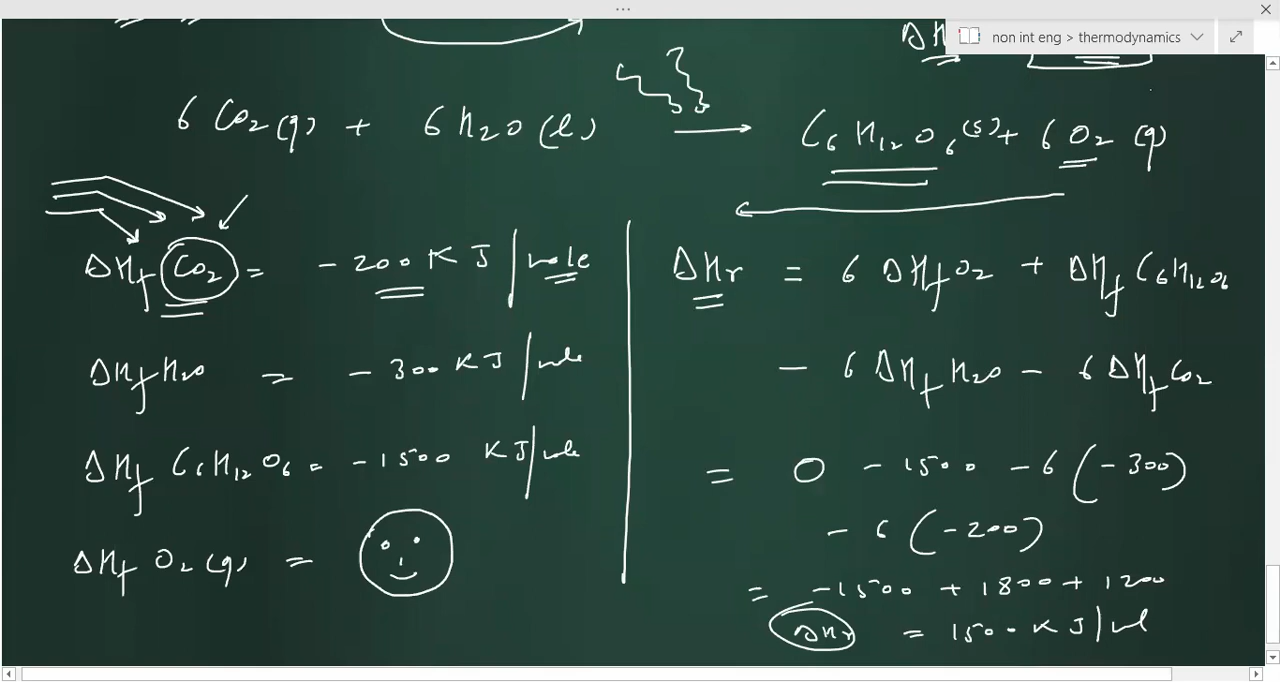 ...
ΔH
non int eng > thermodynamics
6 CO2 (g) + 6 H2O (l) → C6H12O6 (s) + 6 O2 (g)
ΔHf CO2 = - 200 KJ/mole
ΔHf H2O = - 300 KJ/mole
ΔHf C6H12O6 = - 1500 KJ/mole
ΔHf O2 (g) =
ΔHr = 6 ΔHf O2 + ΔHf C6H12O6
- 6 ΔHf H2O - 6 ΔHf CO2
= 0 - 1500 - 6 (-300)
- 6 (-200)
= -1500 + 1800 + 1200
ΔHr = 1500 KJ/mol